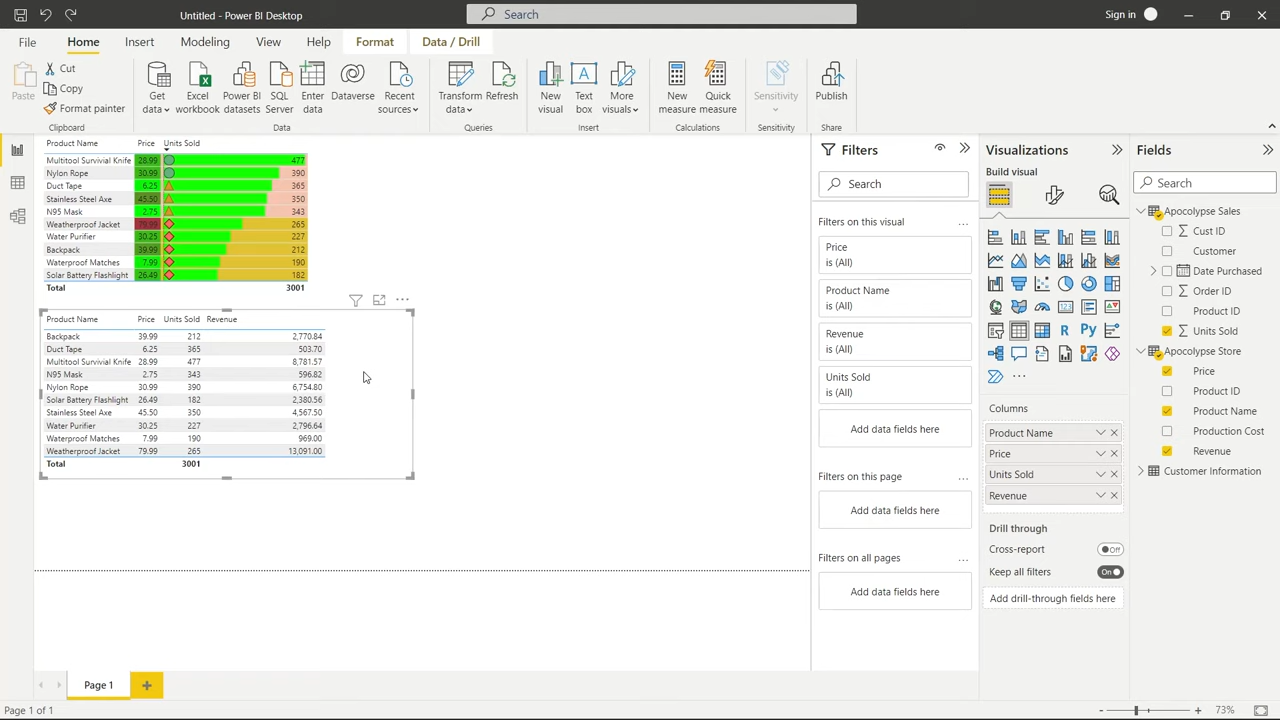 Untitled - Power BI Desktop
Search
Sign in
File
Home
Insert
Modeling
View
Help
Format
Data / Drill
Paste
Cut
Copy
Format painter
Clipboard
Get data
Excel workbook
Power BI datasets
SQL Server
Enter data
Dataverse
Recent sources
Data
Transform data
Refresh
Queries
New visual
Text box
More visuals
Insert
New measure
Quick measure
Calculations
Sensitivity
Sensitivity
Publish
Share
Product Name Price Units Sold
Multitool Survivial Knife 28.99 477
Nylon Rope 30.99 390
Duct Tape 6.25 365
Stainless Steel Axe 45.50 350
N95 Mask 2.75 343
Weatherproof Jacket 79.99 265
Water Purifier 30.25 227
Backpack 39.99 212
Waterproof Matches 7.99 190
Solar Battery Flashlight 26.49 182
Total 3001
Product Name Price Units Sold Revenue
Backpack 39.99 212 2,770.84
Duct Tape 6.25 365 503.70
Multitool Survivial Knife 28.99 477 8,781.57
N95 Mask 2.75 343 596.82
Nylon Rope 30.99 390 6,754.80
Solar Battery Flashlight 26.49 182 2,380.56
Stainless Steel Axe 45.50 350 4,567.50
Water Purifier 30.25 227 2,796.64
Waterproof Matches 7.99 190 969.00
Weatherproof Jacket 79.99 265 13,091.00
Total 3001
Filters
Search
Filters on this visual
Price
is (All)
Product Name
is (All)
Revenue
is (All)
Units Sold
is (All)
Add data fields here
Filters on this page
Add data fields here
Filters on all pages
Add data fields here
Visualizations
Build visual
R
Py
Columns
Product Name
Price
Units Sold
Revenue
Drill through
Cross-report Off
Keep all filters On
Add drill-through fields here
Fields
Search
Apocolypse Sales
Cust ID
Customer
Date Purchased
Order ID
Product ID
Units Sold
Apocolypse Store
Price
Product ID
Product Name
Production Cost
Revenue
Customer Information
Page 1
Page 1 of 1
73%